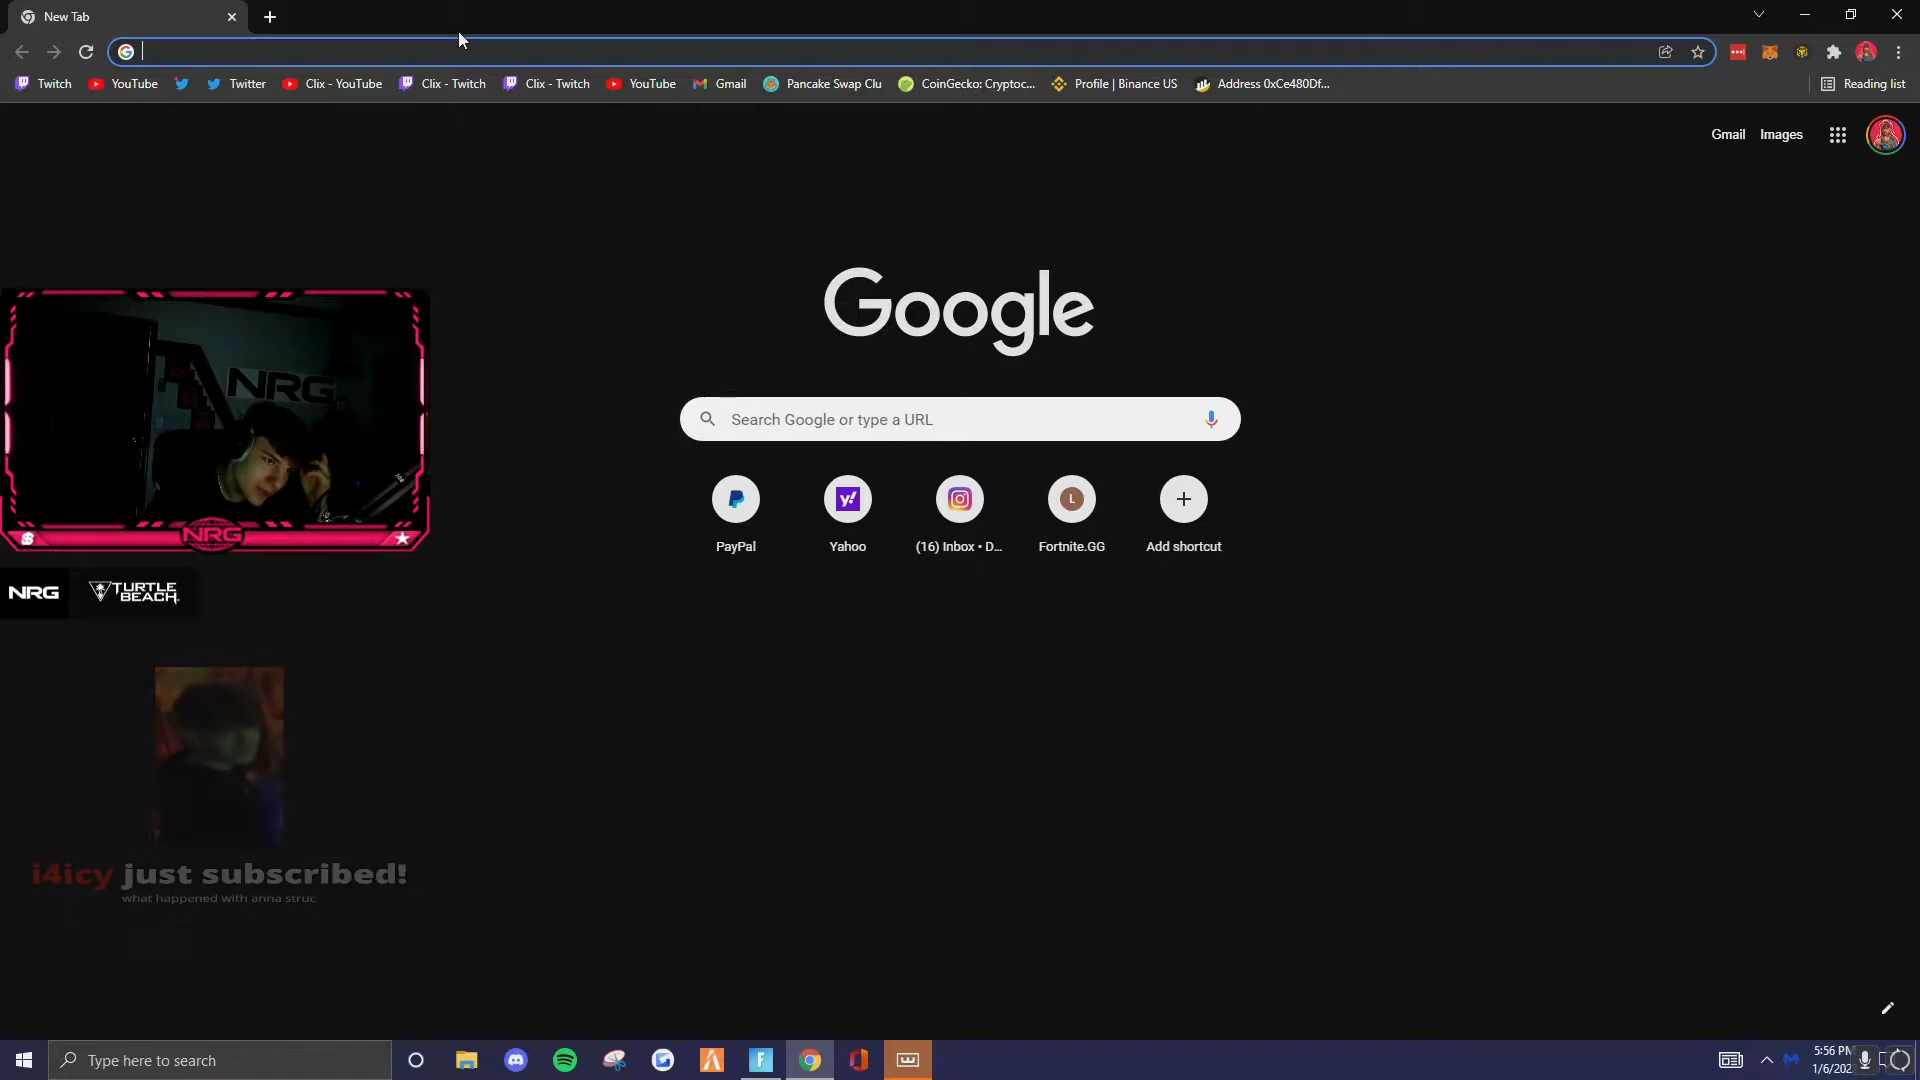 New Tab
Twitch
YouTube
Twitter
Clix - YouTube
Clix - Twitch
Clix - Twitch
YouTube
Gmail
Pancake Swap Clu
CoinGecko: Cryptoc...
Profile | Binance US
Address 0xCe480Df...
Reading list
Gmail
Images
Google
Search Google or type a URL
PayPal
Yahoo
(16) Inbox • D...
L
Fortnite.GG
Add shortcut
NRG
NRG
NRG
TURTLE
BEACH
i4icy just subscribed!
what happened with anna struc
Type here to search
5:56 PM
1/6/202